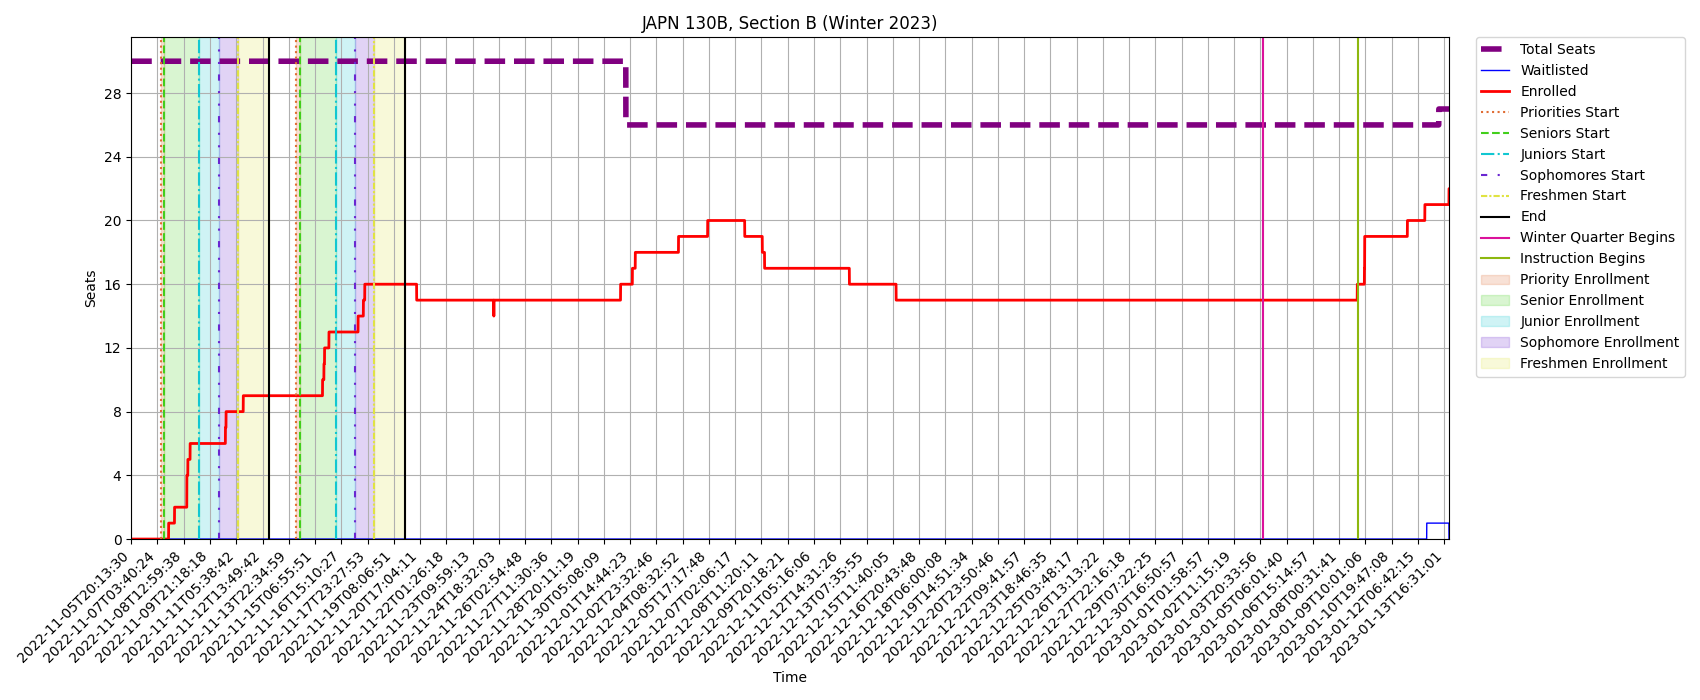 JAPN 130B, Section B (Winter 2023)
Seats
28
24
20
16
12
8
4
0
2022-11-05T20:13:30
2022-11-07T03:40:24
2022-11-08T12:59:38
2022-11-09T21:18:18
2022-11-11T05:38:42
2022-11-12T13:49:42
2022-11-13T22:34:59
2022-11-15T06:55:51
2022-11-16T15:10:27
2022-11-17T23:27:53
2022-11-19T08:06:51
2022-11-20T17:04:11
2022-11-22T01:26:18
2022-11-23T09:59:13
2022-11-24T18:32:03
2022-11-26T02:54:48
2022-11-27T11:30:36
2022-11-28T20:11:19
2022-11-30T05:08:09
2022-12-01T14:44:23
2022-12-02T23:32:46
2022-12-04T08:32:52
2022-12-05T17:17:48
2022-12-07T02:06:17
2022-12-08T11:20:11
2022-12-09T20:18:21
2022-12-11T05:16:06
2022-12-12T14:31:26
2022-12-13T07:35:55
2022-12-15T11:40:05
2022-12-16T20:43:48
2022-12-18T06:00:08
2022-12-19T14:51:34
2022-12-20T23:50:46
2022-12-22T09:41:57
2022-12-23T18:46:35
2022-12-25T03:48:17
2022-12-26T13:13:22
2022-12-27T22:16:18
2022-12-29T07:22:25
2022-12-30T16:50:57
2023-01-01T01:58:57
2023-01-02T11:15:19
2023-01-03T20:33:56
2023-01-05T06:01:40
2023-01-06T15:14:57
2023-01-08T00:31:41
2023-01-09T10:01:06
2023-01-10T19:47:08
2023-01-12T06:42:15
2023-01-13T16:31:01
Time
Total Seats
Waitlisted
Enrolled
Priorities Start
Seniors Start
Juniors Start
Sophomores Start
Freshmen Start
End
Winter Quarter Begins
Instruction Begins
Priority Enrollment
Senior Enrollment
Junior Enrollment
Sophomore Enrollment
Freshmen Enrollment